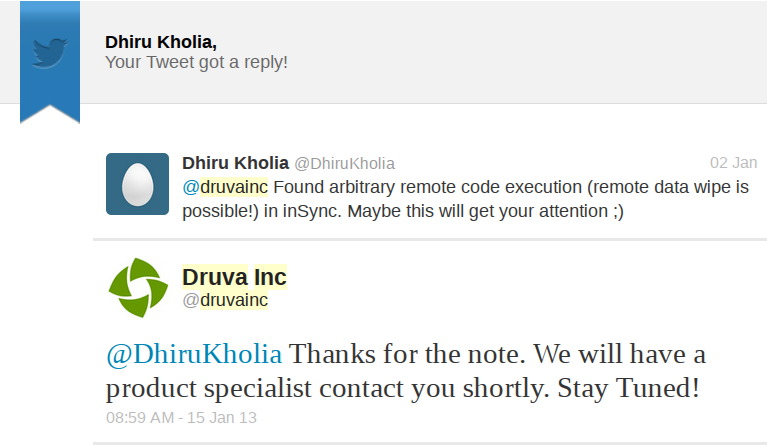 Dhiru Kholia,
Your Tweet got a reply!
Dhiru Kholia @DhiruKholia 02 Jan
@druvainc Found arbitrary remote code execution (remote data wipe is
possible!) in inSync. Maybe this will get your attention ;)
Druva Inc
@druvainc
@DhiruKholia Thanks for the note. We will have a
product specialist contact you shortly. Stay Tuned!
08:59 AM - 15 Jan 13